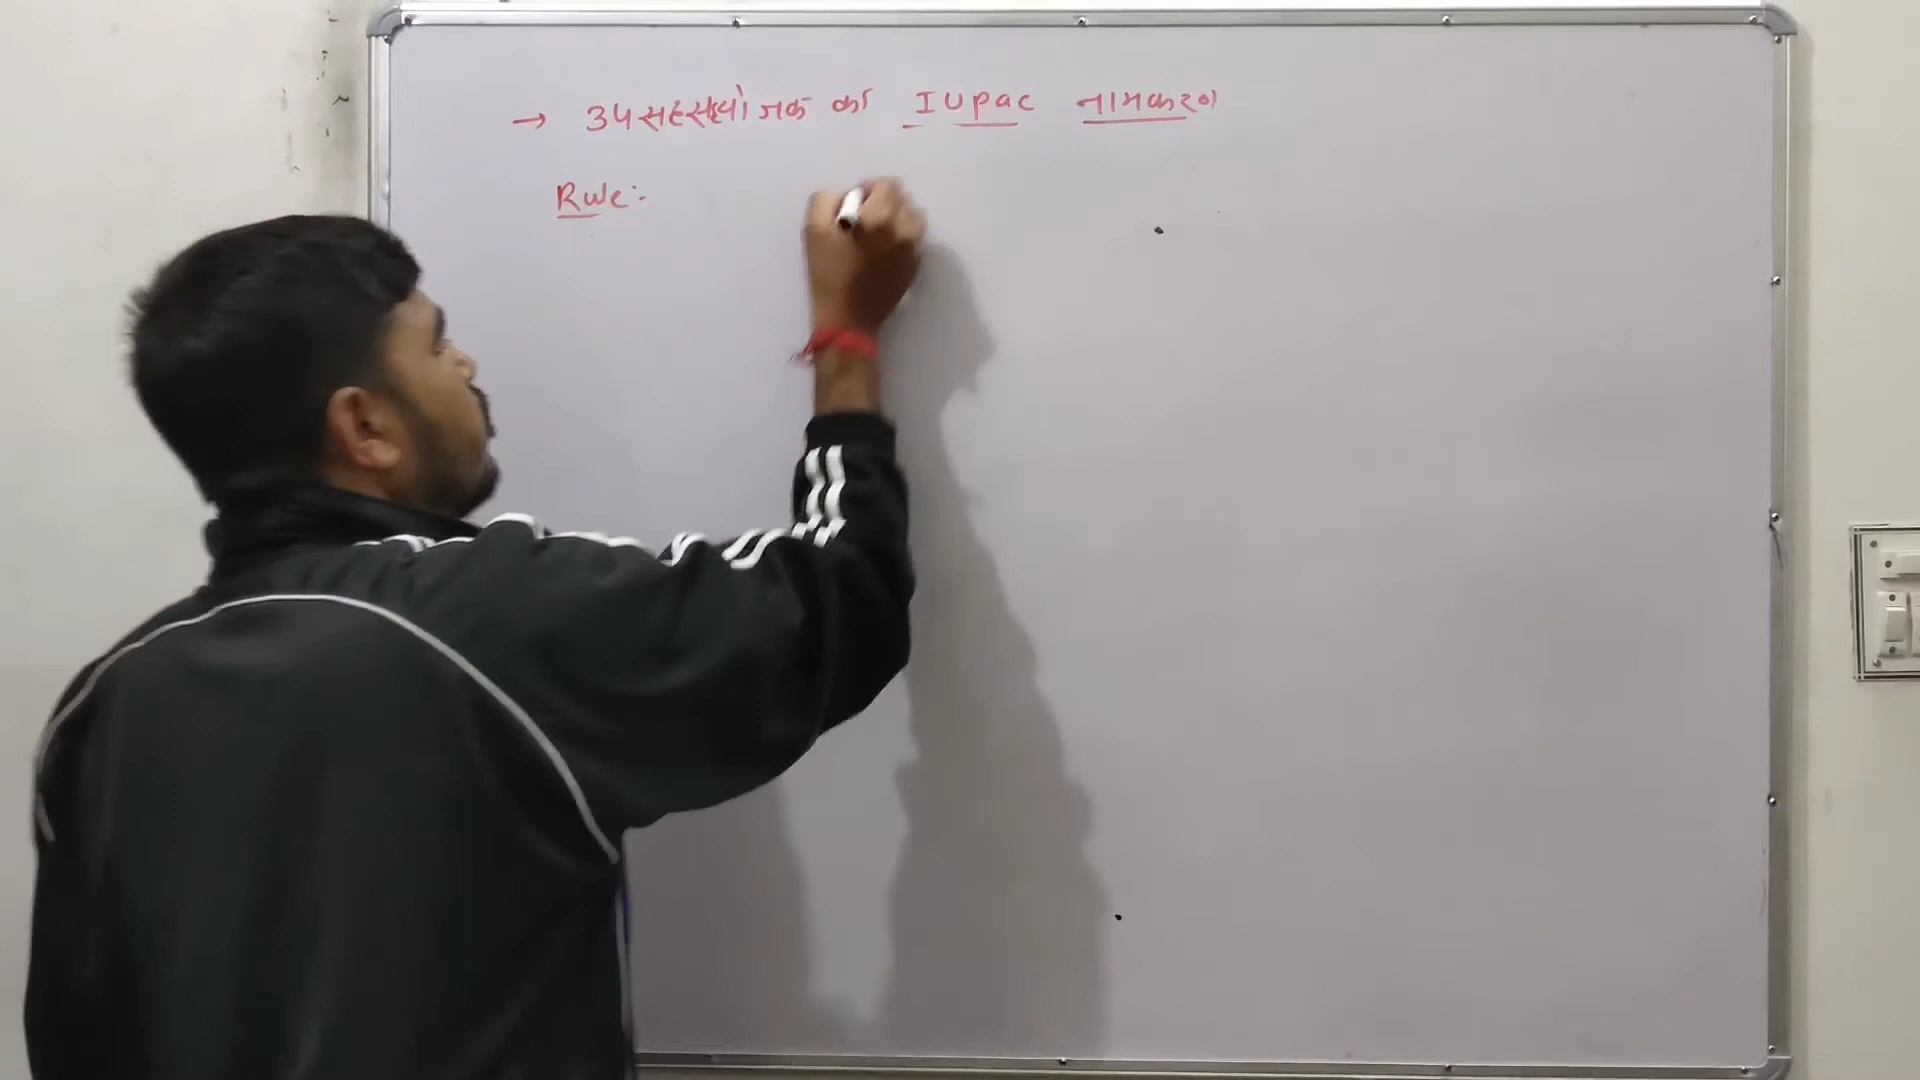 → उपसहसंयोजक का IUPAC नामकरण
Rule:-